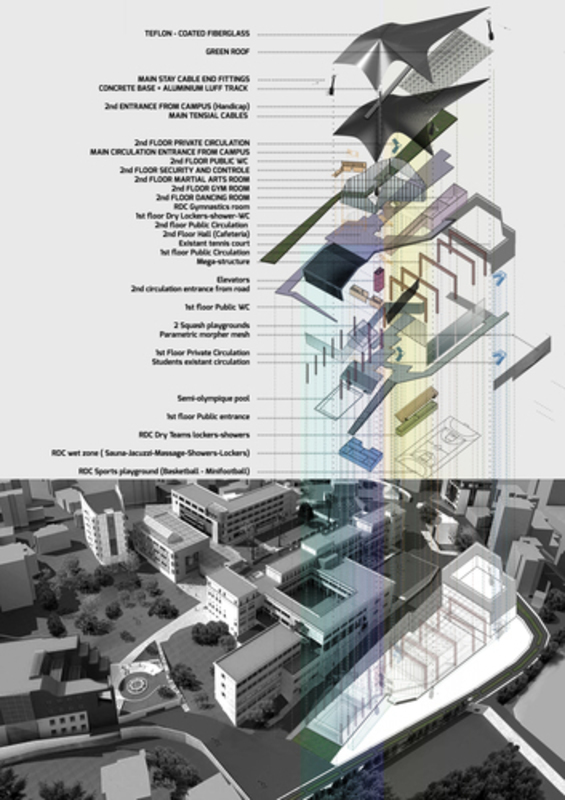 TEFLON - COATED FIBERGLASS
GREEN ROOF
MAIN STAY CABLE END FITTINGS
CONCRETE BASE + ALUMINIUM LUFF TRACK
2nd ENTRANCE FROM CAMPUS (Handicap)
MAIN TENSIAL CABLES
2nd FLOOR PRIVATE CIRCULATION
MAIN CIRCULATION ENTRANCE FROM CAMPUS
2nd FLOOR PUBLIC WC
2nd FLOOR SECURITY AND CONTROLE
2nd FLOOR MARTIAL ARTS ROOM
2nd FLOOR GYM ROOM
2nd FLOOR DANCING ROOM
RDC Gymnastics room
1st floor Dry Lockers-shower-WC
2nd floor Public Circulation
2nd Floor Hall (Cafeteria)
Existant tennis court
1st floor Public Circulation
Mega-structure
Elevators
2nd circulation entrance from road
1st floor Public WC
2 Squash playgrounds
Parametric morpher mesh
1st Floor Private Circulation
Students existant circulation
Semi-olympique pool
1st floor Public entrance
RDC Dry Teams lockers-showers
RDC wet zone ( Sauna-Jacuzzi-Massage-Showers-Lockers)
RDC Sports playground (Basketball - Minifootball)